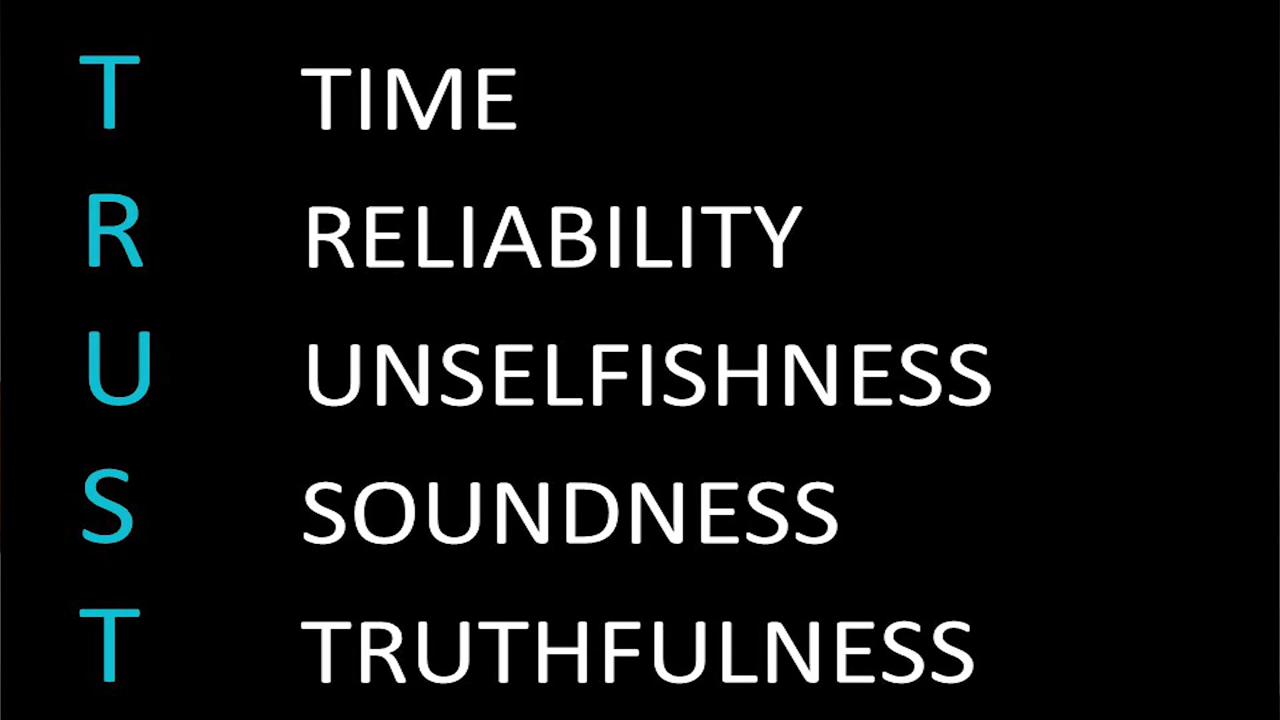 T TIME
R RELIABILITY
U UNSELFISHNESS
S SOUNDNESS
T TRUTHFULNESS